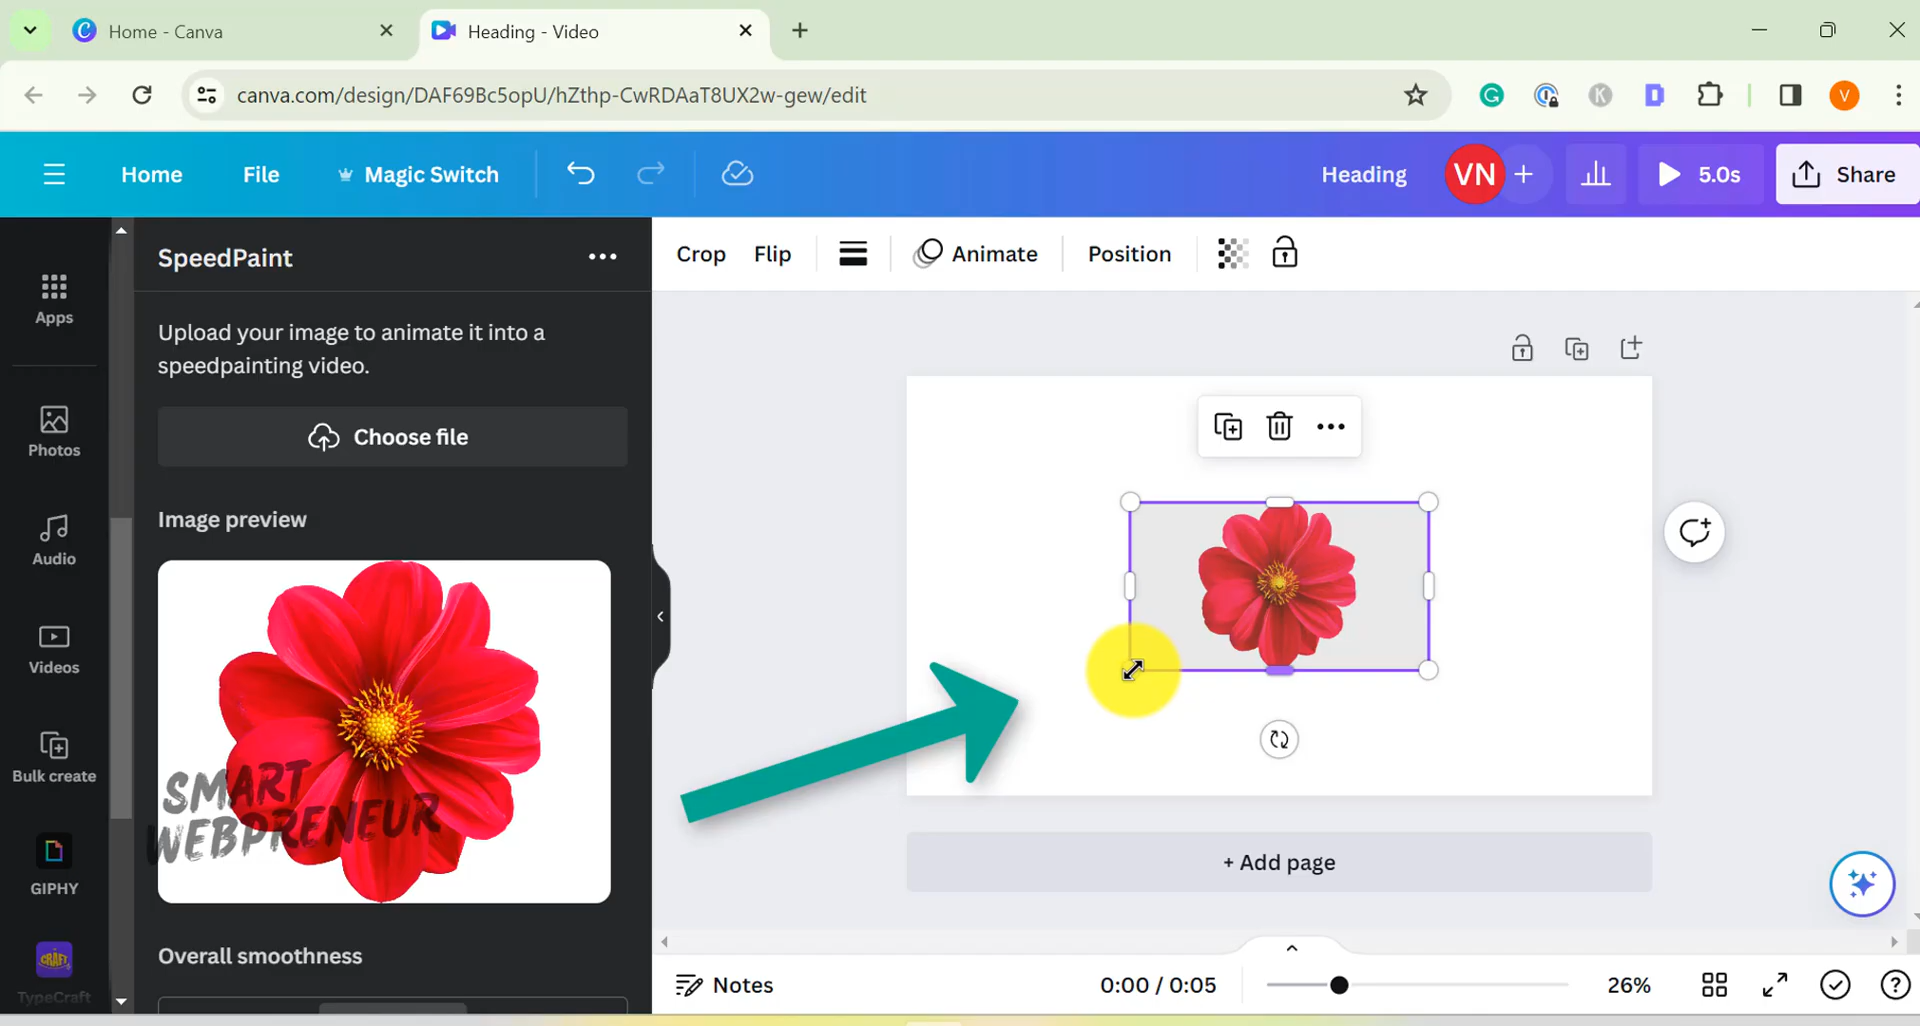 Home - Canva
Heading - Video
canva.com/design/DAF69Bc5opU/hZthp-CwRDAaT8UX2w-gew/edit
V
Home
File
Magic Switch
Heading
VN
5.0s
Share
SpeedPaint
Crop
Flip
Animate
Position
Apps
Upload your image to animate it into a
speedpainting video.
Choose file
Photos
Image preview
Audio
Videos
Bulk create
SMART
WEBPRENEUR
+ Add page
GIPHY
Overall smoothness
CRAFT
TypeCraft
Notes
0:00 / 0:05
26%